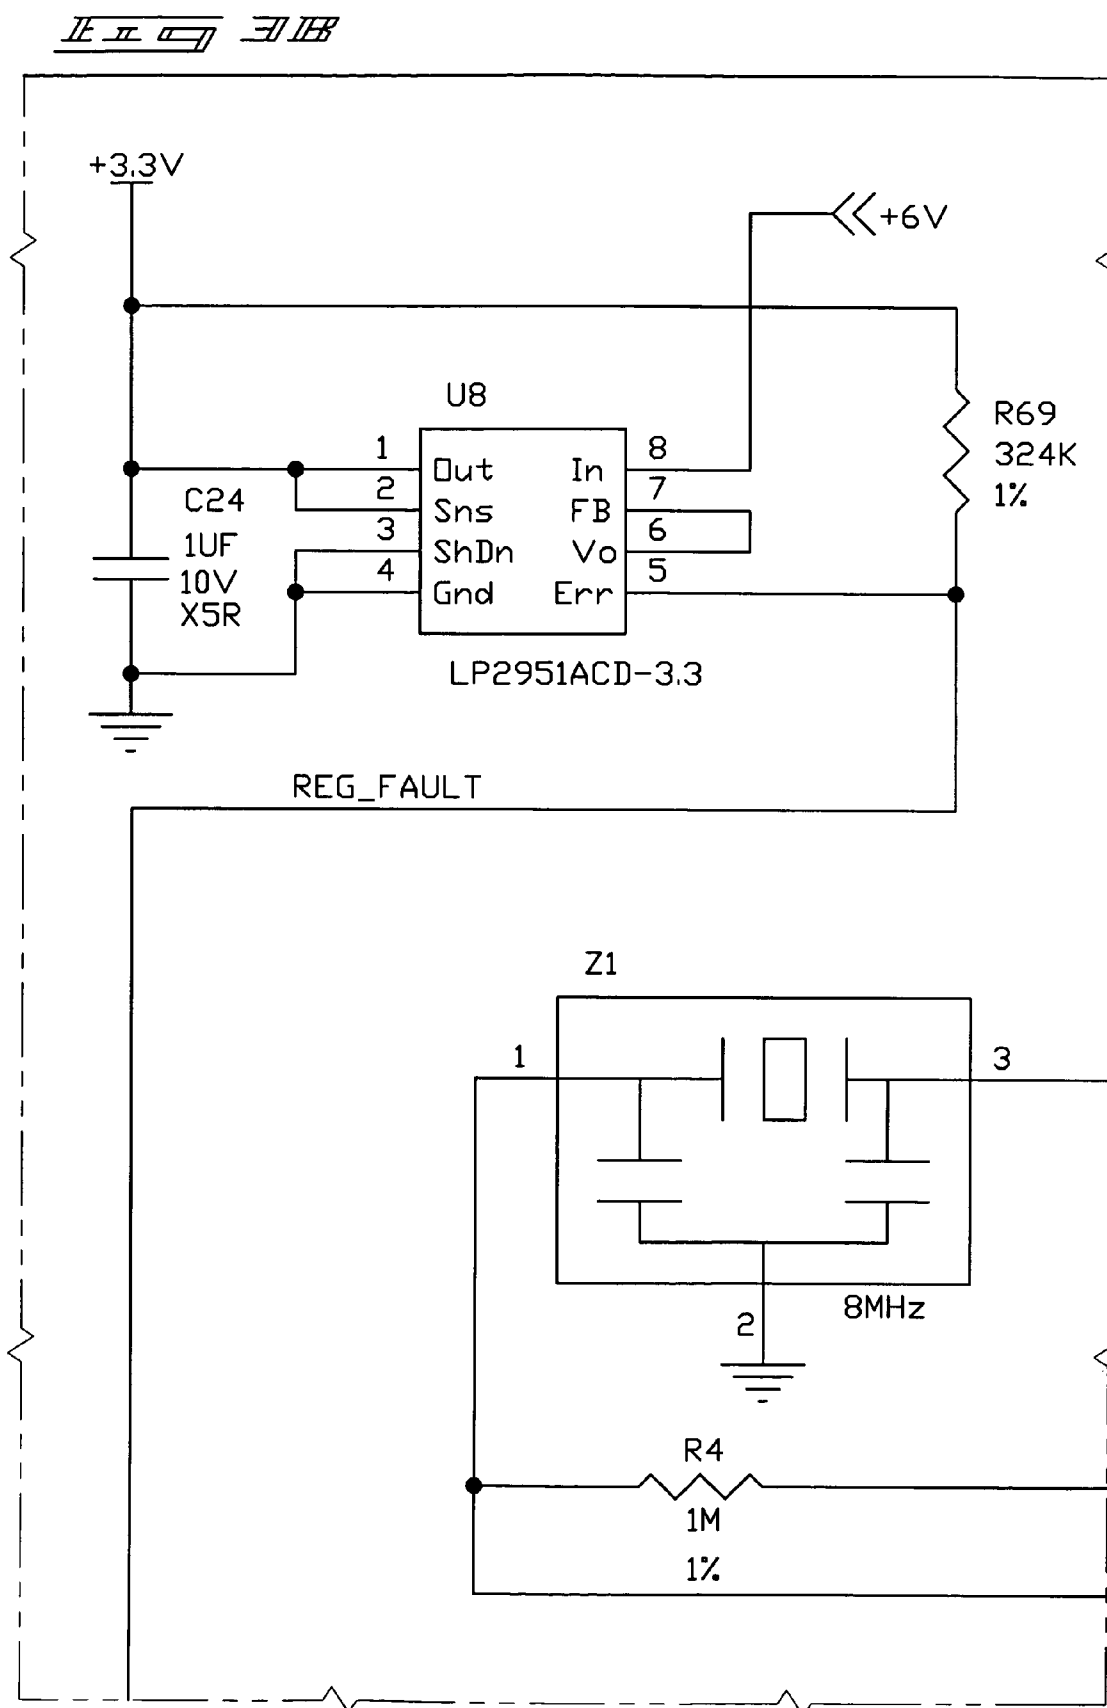 Fig 3B
+3.3V
+6V
U8
R69
324K
1%
1
Out
In
8
2
Sns
FB
7
3
ShDn
Vo
6
4
Gnd
Err
5
C24
1UF
10V
X5R
LP2951ACD-3.3
REG_FAULT
Z1
1
3
2
8MHz
R4
1M
1%